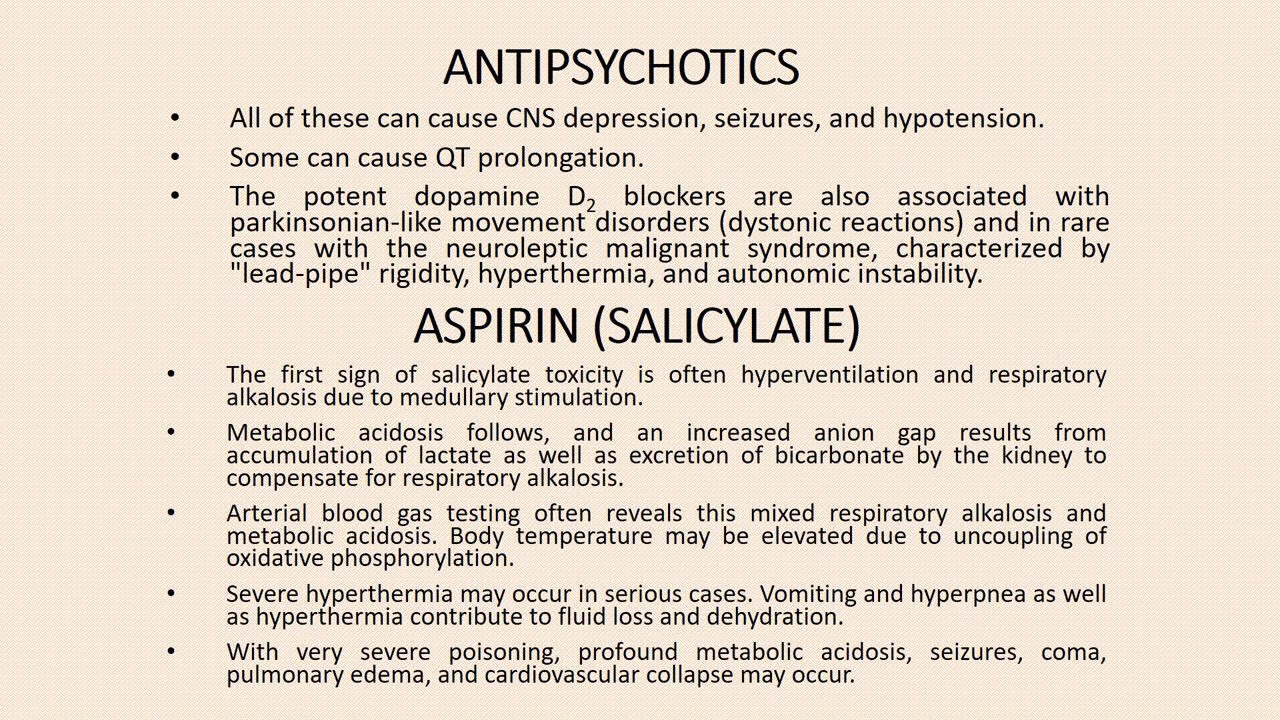 ANTIPSYCHOTICS
• All of these can cause CNS depression, seizures, and hypotension.
• Some can cause QT prolongation.
• The potent dopamine D₂ blockers are also associated with
parkinsonian-like movement disorders (dystonic reactions) and in rare
cases with the neuroleptic malignant syndrome, characterized by
"lead-pipe" rigidity, hyperthermia, and autonomic instability.
ASPIRIN (SALICYLATE)
• The first sign of salicylate toxicity is often hyperventilation and respiratory
alkalosis due to medullary stimulation.
• Metabolic acidosis follows, and an increased anion gap results from
accumulation of lactate as well as excretion of bicarbonate by the kidney to
compensate for respiratory alkalosis.
• Arterial blood gas testing often reveals this mixed respiratory alkalosis and
metabolic acidosis. Body temperature may be elevated due to uncoupling of
oxidative phosphorylation.
• Severe hyperthermia may occur in serious cases. Vomiting and hyperpnea as well
as hyperthermia contribute to fluid loss and dehydration.
• With very severe poisoning, profound metabolic acidosis, seizures, coma,
pulmonary edema, and cardiovascular collapse may occur.